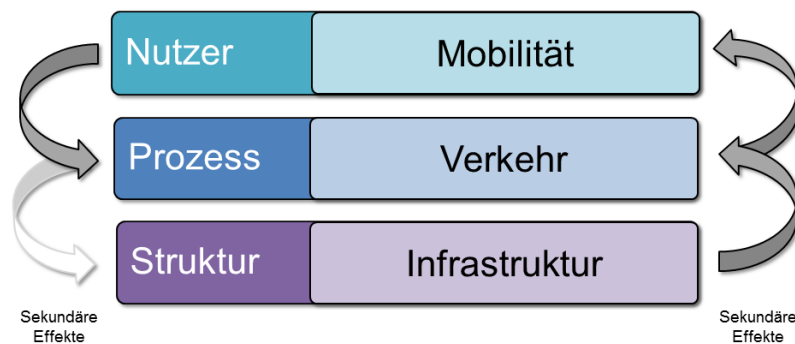 Nutzer Mobilität
Prozess Verkehr
Struktur Infrastruktur
Sekundäre
Effekte
Sekundäre
Effekte